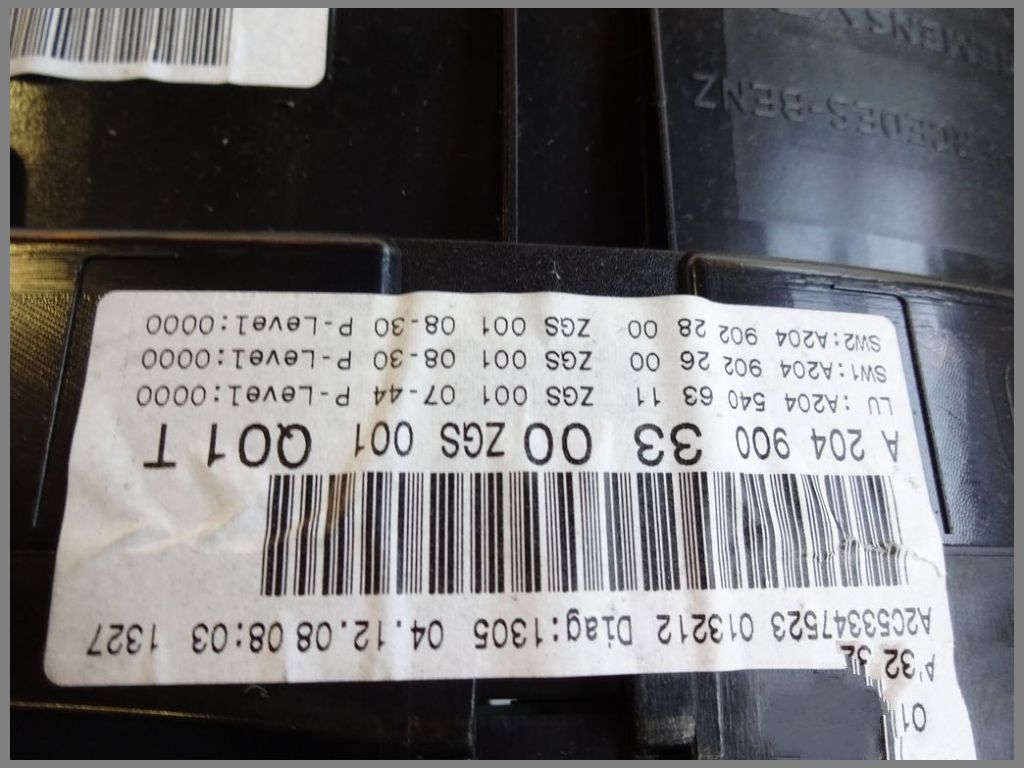 01
A2C53347523 013212 Diag:1305 04.12.08 08:03 1327
A 204 900 33 00 ZGS 001 Q01 T
LU :A204 540 63 11 ZGS 001 07-44 P-Level:0000
SW1:A204 902 26 00 ZGS 001 08-30 P-Level:0000
SW2:A204 902 28 00 ZGS 001 08-30 P-Level:0000
MERCEDES-BENZ
SIEMENS